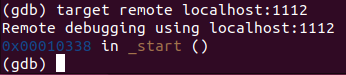 (gdb) target remote localhost:1112
Remote debugging using localhost:1112
0x00010338 in _start ()
(gdb)